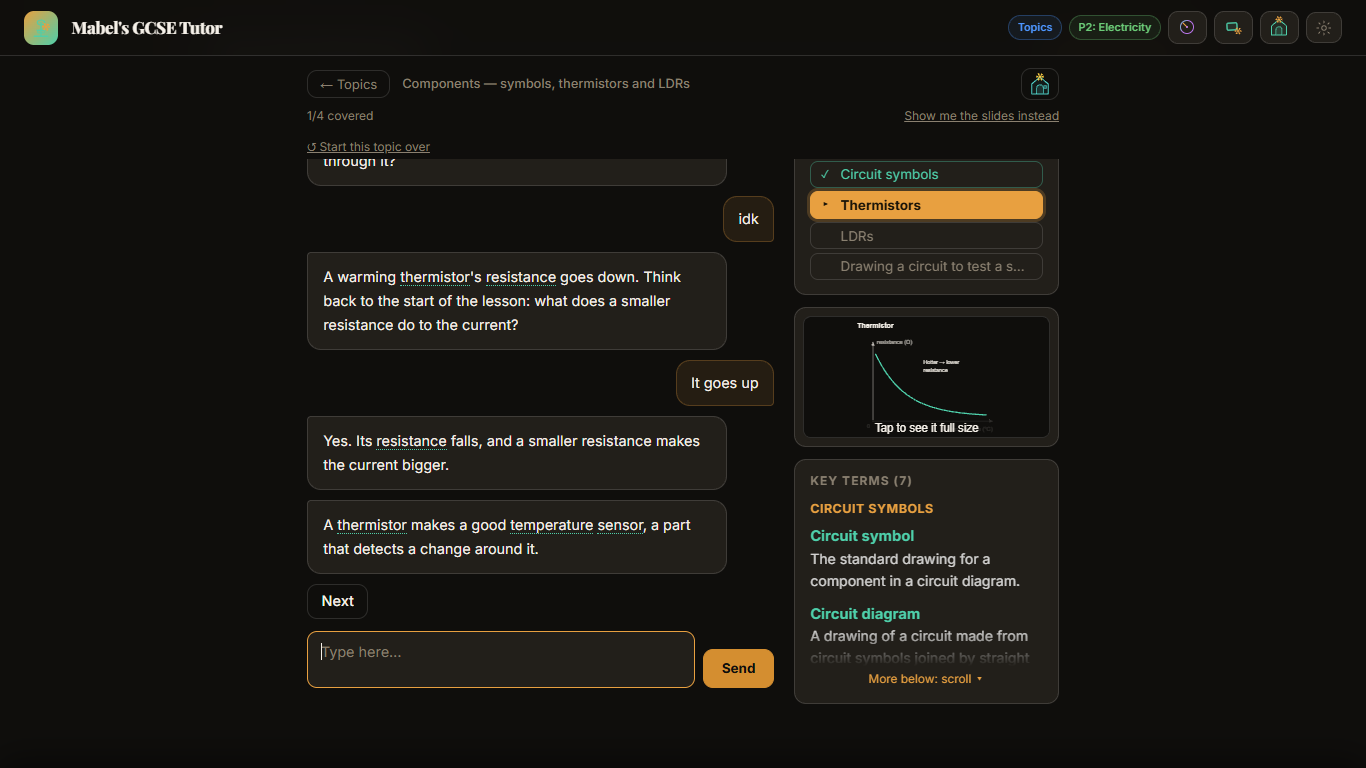 Mabel's GCSE Tutor
Topics
P2: Electricity
← Topics
Components — symbols, thermistors and LDRs
1/4 covered
Show me the slides instead
↺ Start this topic over
through it?
idk
A warming thermistor's resistance goes down. Think
back to the start of the lesson: what does a smaller
resistance do to the current?
It goes up
Yes. Its resistance falls, and a smaller resistance makes
the current bigger.
A thermistor makes a good temperature sensor, a part
that detects a change around it.
Next
Type here...
Send
✓ Circuit symbols
▸ Thermistors
LDRs
Drawing a circuit to test a s...
Thermistor
resistance (Ω)
Hotter → lower
resistance
Tap to see it full size
KEY TERMS (7)
CIRCUIT SYMBOLS
Circuit symbol
The standard drawing for a
component in a circuit diagram.
Circuit diagram
A drawing of a circuit made from
circuit symbols joined by straight
More below: scroll ▾